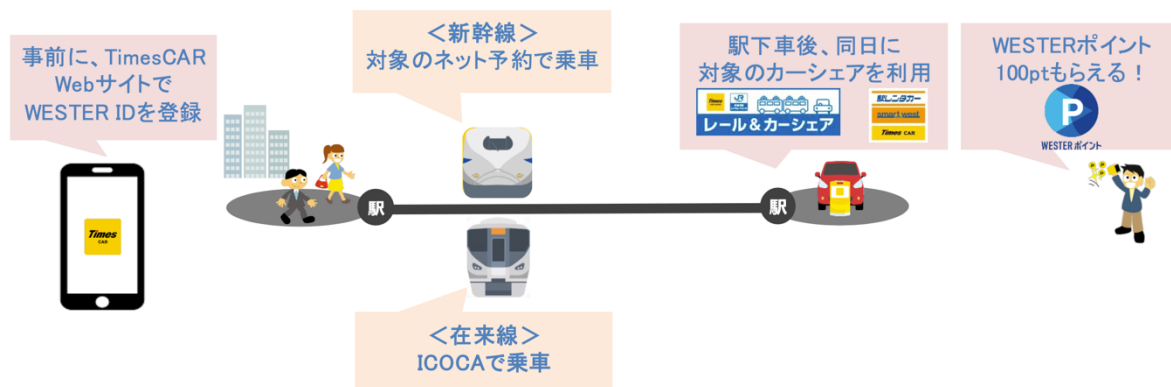 事前に、TimesCAR
Webサイトで
WESTER IDを登録
Times
CAR
<新幹線>
対象のネット予約で乗車
駅
<在来線>
ICOCAで乗車
駅下車後、同日に
対象のカーシェアを利用
Times
JR
レール&カーシェア
駅レンタカー
smart west
Times CAR
駅
WESTERポイント
100ptもらえる！
P
WESTERポイント